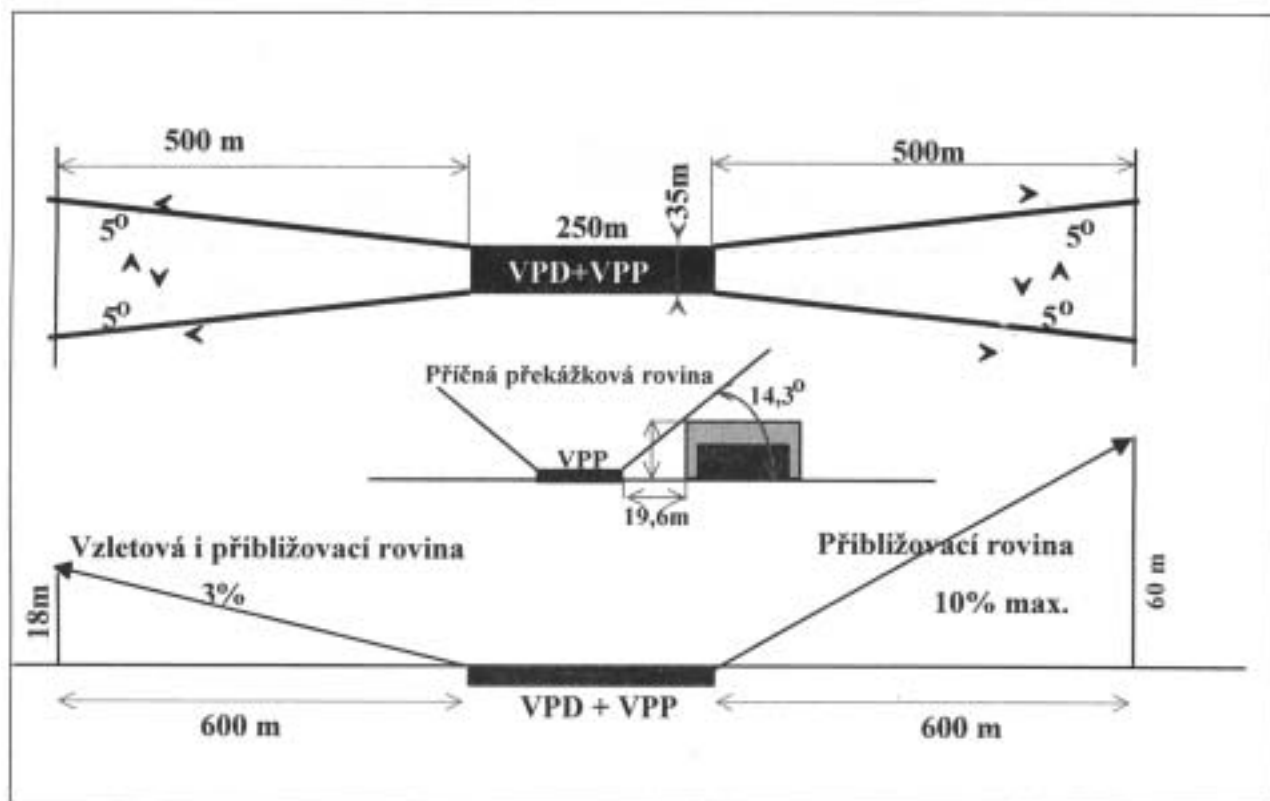 500 m
500m
35m
250m
5°
5°
VPD+VPP
5°
5°
Příčná překážková rovina
14,3°
VPP
19,6m
Vzletová i přibližovací rovina
Přibližovací rovina
3%
10% max.
18m
60 m
VPD + VPP
600 m
600 m